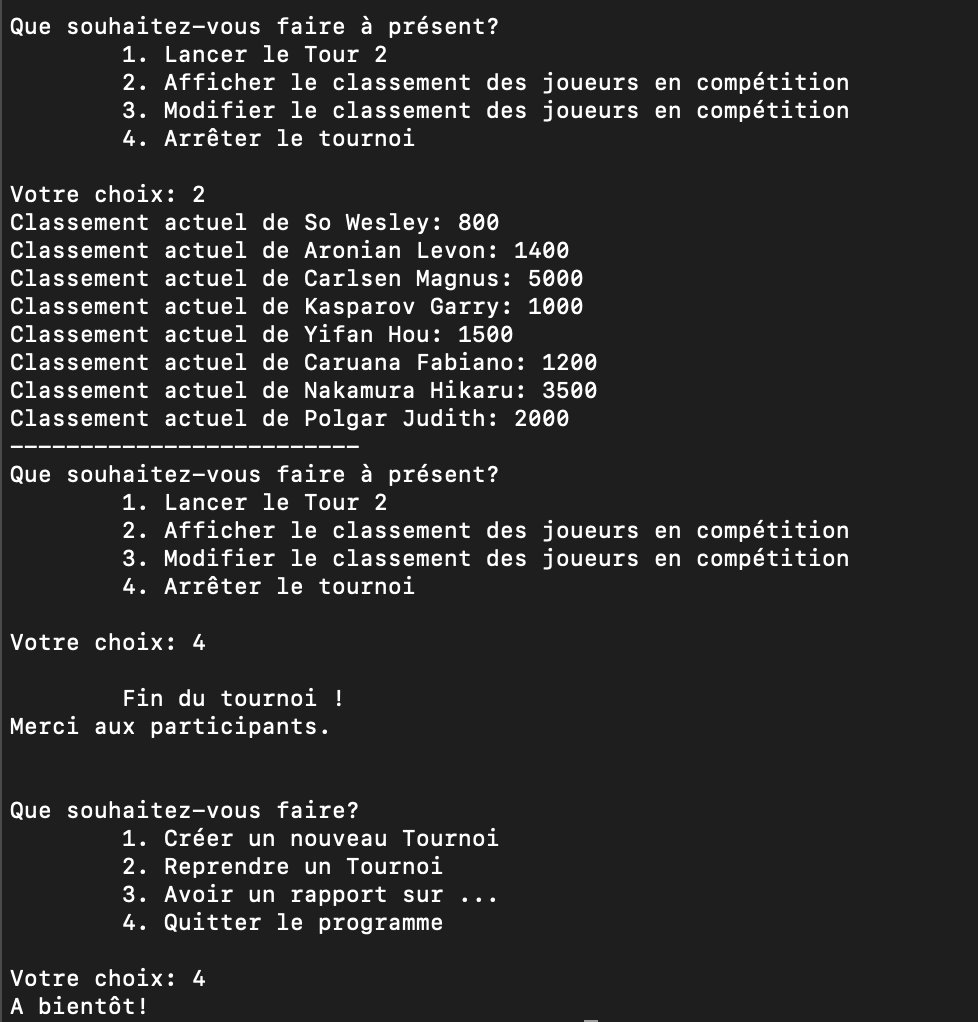 Que souhaitez-vous faire à présent?
1. Lancer le Tour 2
2. Afficher le classement des joueurs en compétition
3. Modifier le classement des joueurs en compétition
4. Arrêter le tournoi
Votre choix: 2
Classement actuel de So Wesley: 800
Classement actuel de Aronian Levon: 1400
Classement actuel de Carlsen Magnus: 5000
Classement actuel de Kasparov Garry: 1000
Classement actuel de Yifan Hou: 1500
Classement actuel de Caruana Fabiano: 1200
Classement actuel de Nakamura Hikaru: 3500
Classement actuel de Polgar Judith: 2000
-------------------------
Que souhaitez-vous faire à présent?
1. Lancer le Tour 2
2. Afficher le classement des joueurs en compétition
3. Modifier le classement des joueurs en compétition
4. Arrêter le tournoi
Votre choix: 4
Fin du tournoi !
Merci aux participants.
Que souhaitez-vous faire?
1. Créer un nouveau Tournoi
2. Reprendre un Tournoi
3. Avoir un rapport sur ...
4. Quitter le programme
Votre choix: 4
A bientôt!